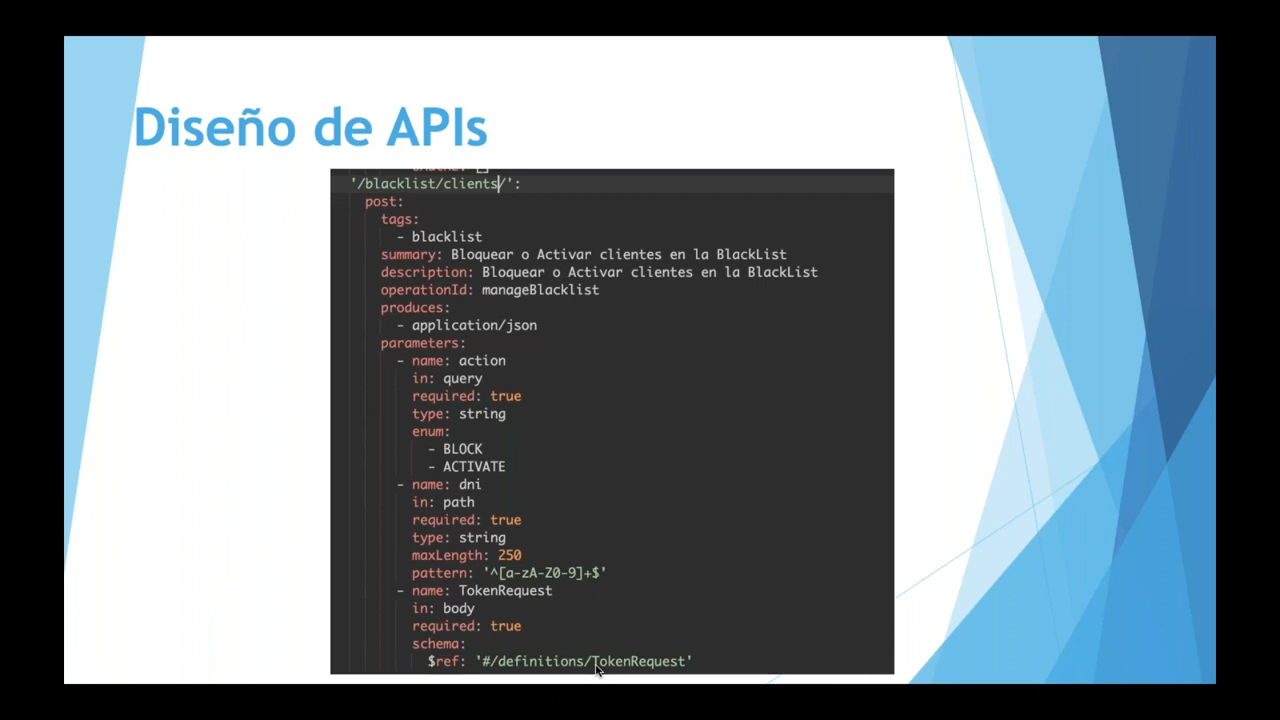 Diseño de APIs
'/blacklist/clients/':
post:
tags:
- blacklist
summary: Bloquear o Activar clientes en la BlackList
description: Bloquear o Activar clientes en la BlackList
operationId: manageBlacklist
produces:
- application/json
parameters:
- name: action
in: query
required: true
type: string
enum:
- BLOCK
- ACTIVATE
- name: dni
in: path
required: true
type: string
maxLength: 250
pattern: '^[a-zA-Z0-9]+$'
- name: TokenRequest
in: body
required: true
schema:
$ref: '#/definitions/TokenRequest'